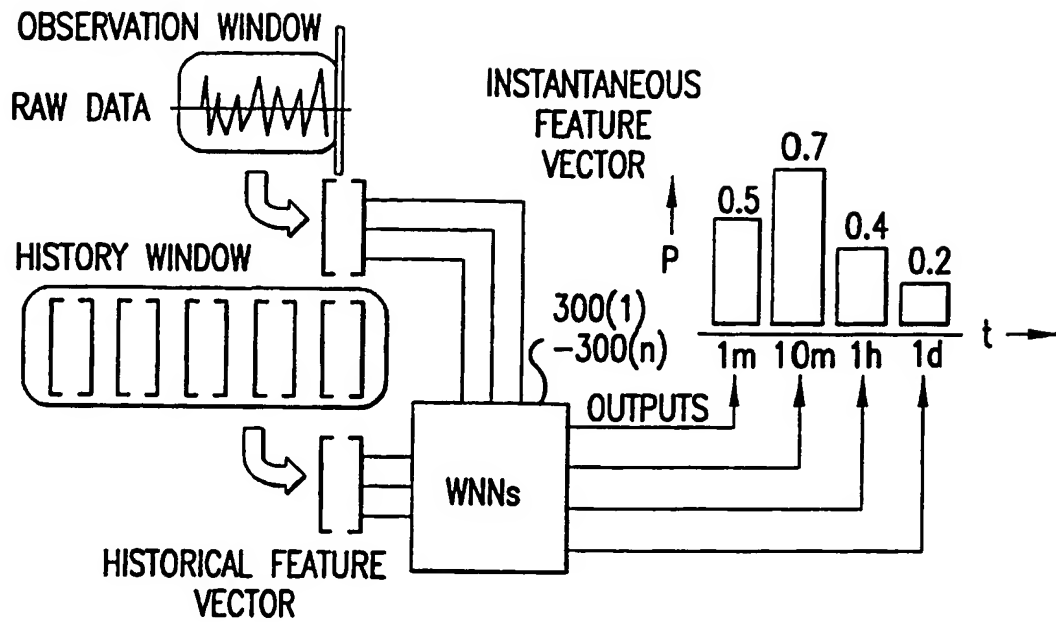 OBSERVATION WINDOW
RAW DATA
INSTANTANEOUS
FEATURE
VECTOR
0.7
0.5
0.4
0.2
P
HISTORY WINDOW
300(1)
-300(n)
t
1m 10m 1h 1d
OUTPUTS
WNNs
HISTORICAL FEATURE
VECTOR